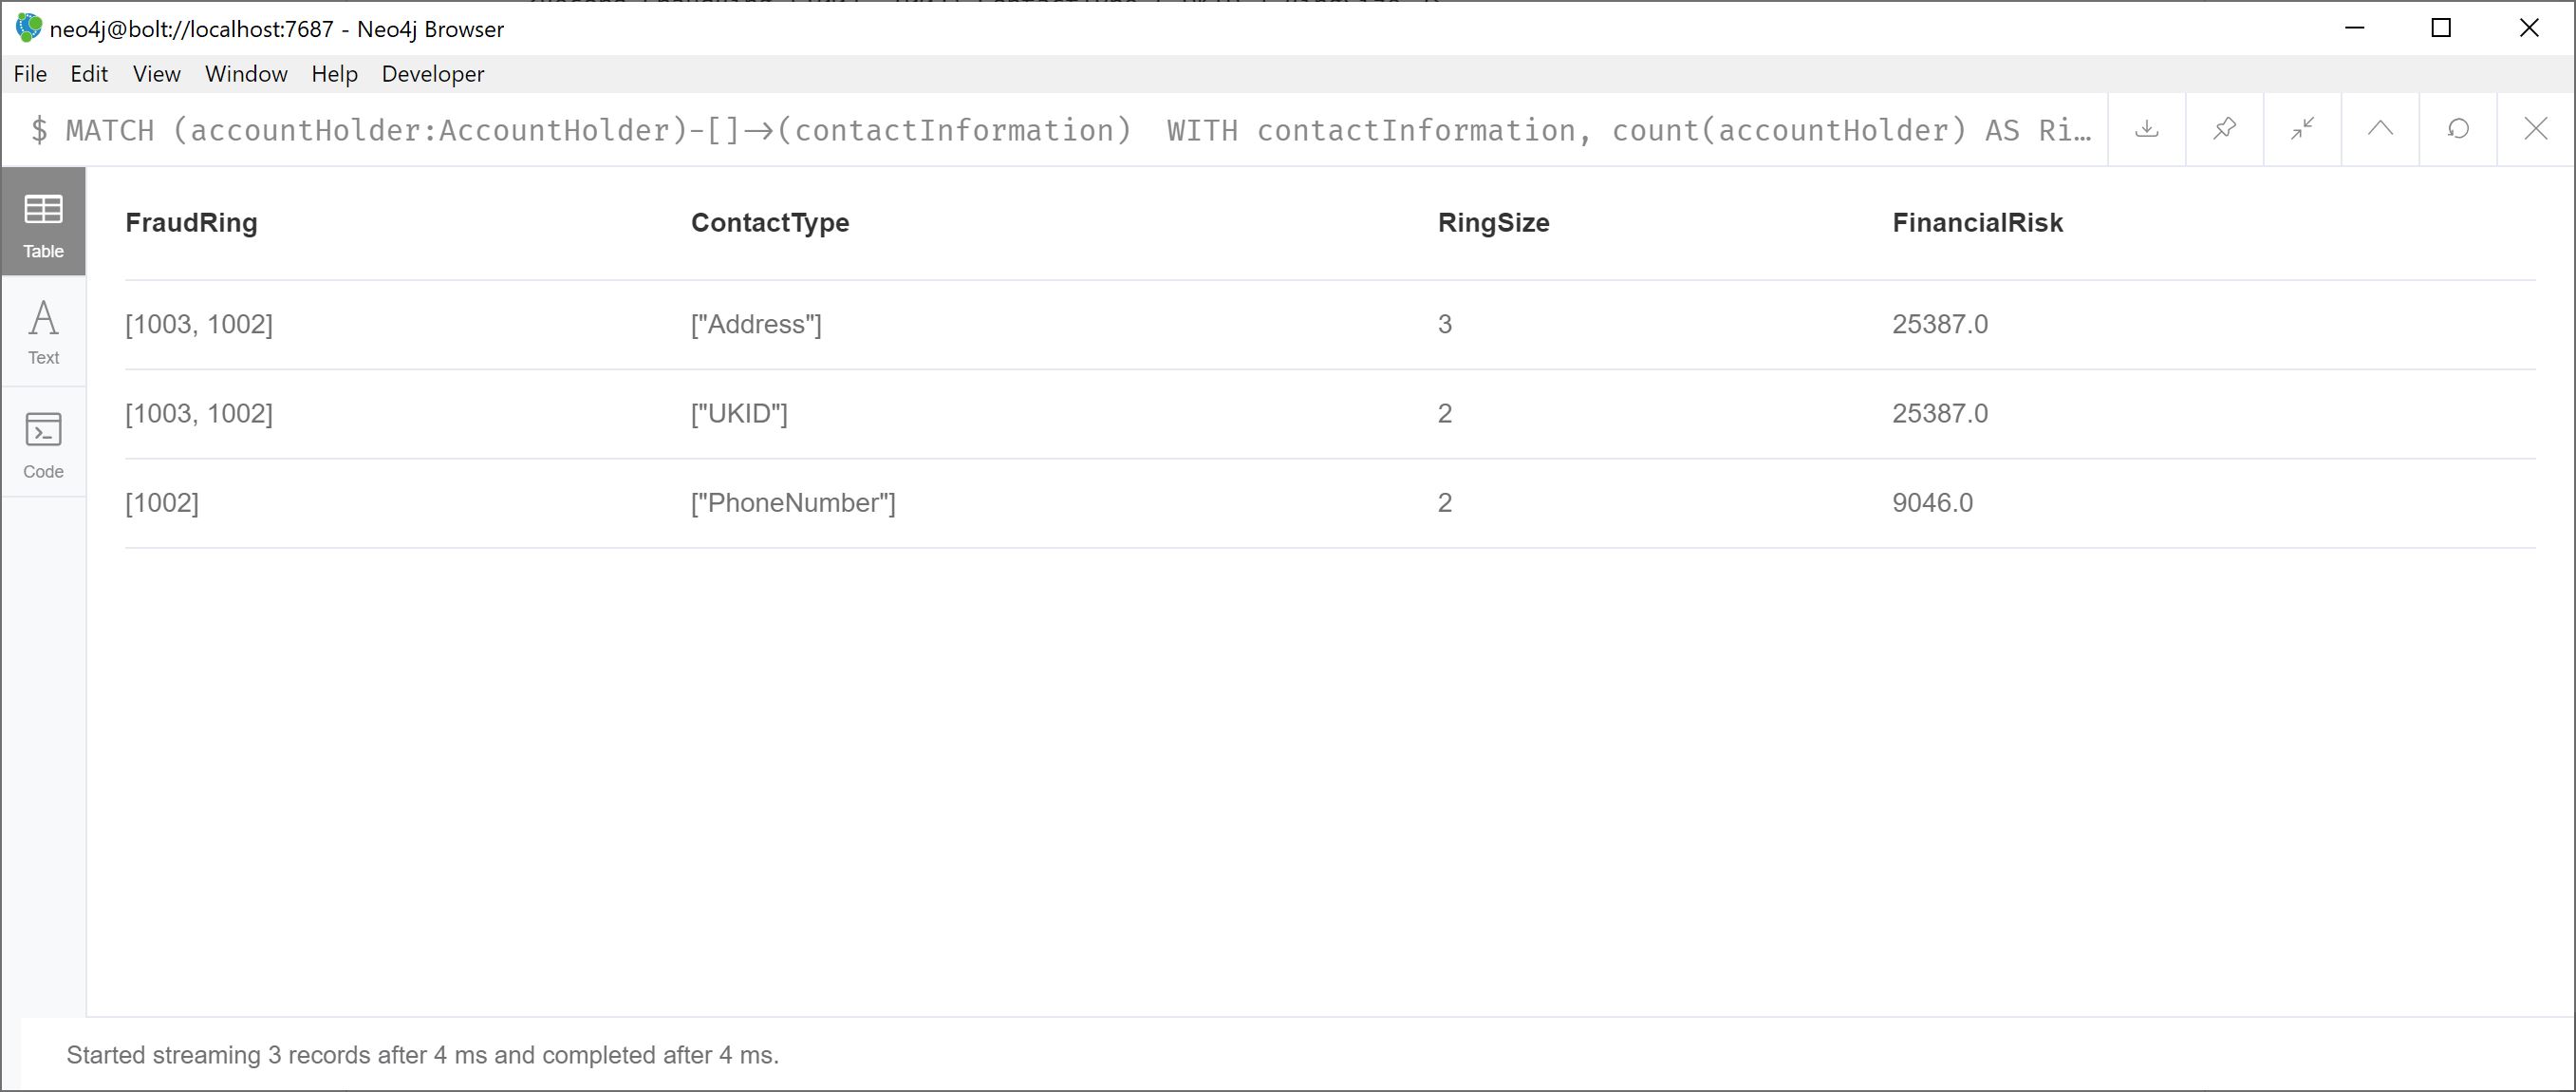 neo4j@bolt://localhost:7687 - Neo4j Browser
File Edit View Window Help Developer
$ MATCH (accountHolder:AccountHolder)-[]->(contactInformation)  WITH contactInformation, count(accountHolder) AS Ri…
FraudRing ContactType RingSize FinancialRisk
Table
[1003, 1002] ["Address"] 3 25387.0
Text
[1003, 1002] ["UKID"] 2 25387.0
Code
[1002] ["PhoneNumber"] 2 9046.0
Started streaming 3 records after 4 ms and completed after 4 ms.